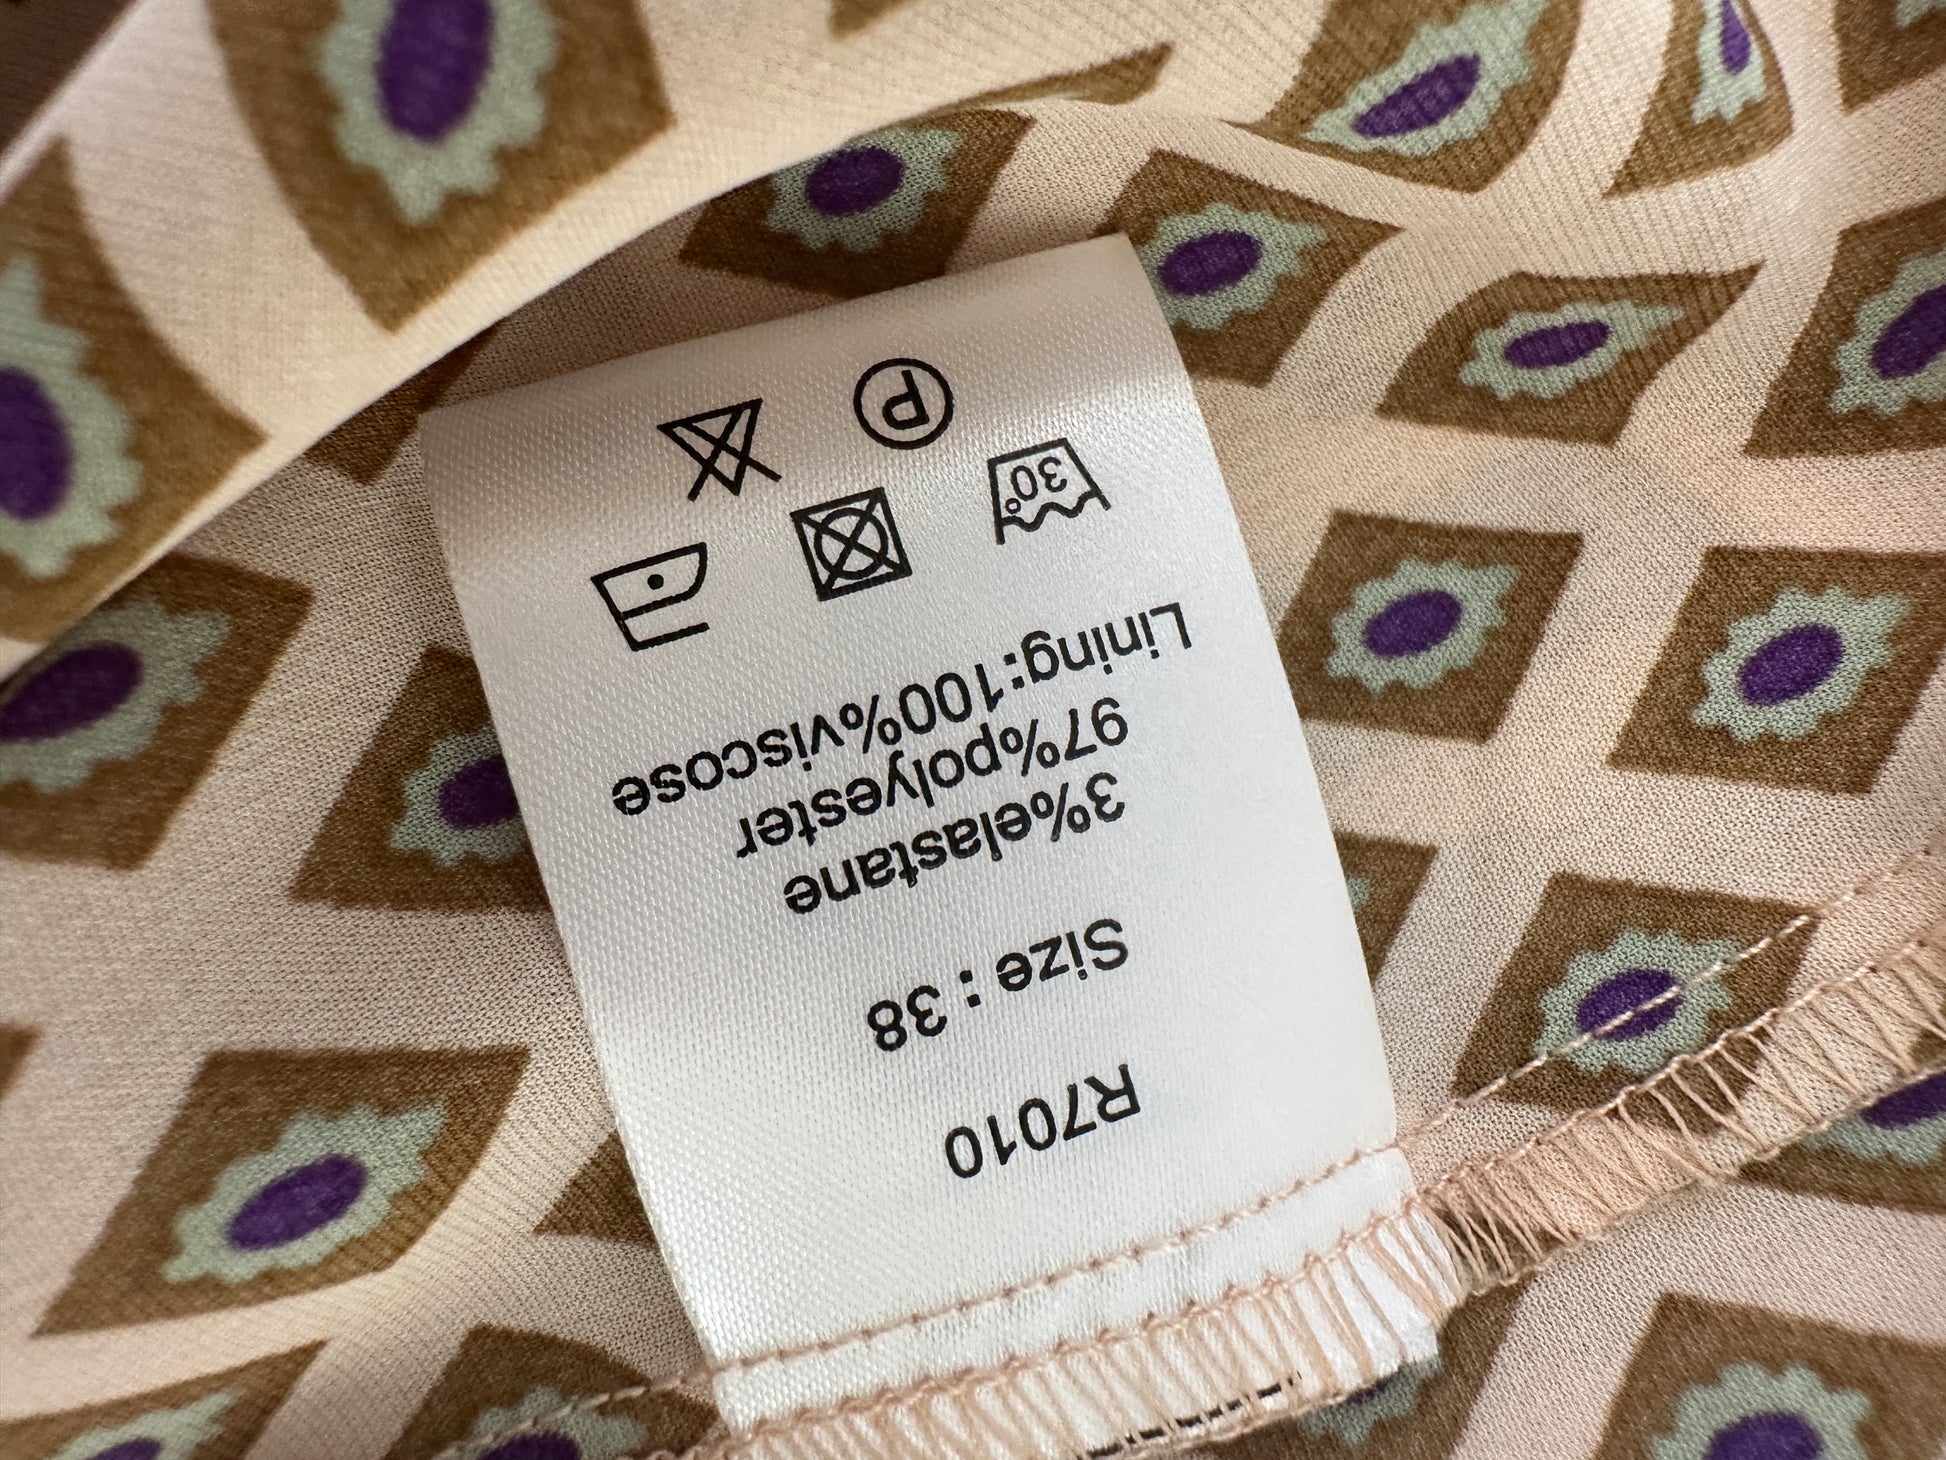 R7010
Size : 38
3%elastane
97%polyester
Lining:100%viscose
30°
P